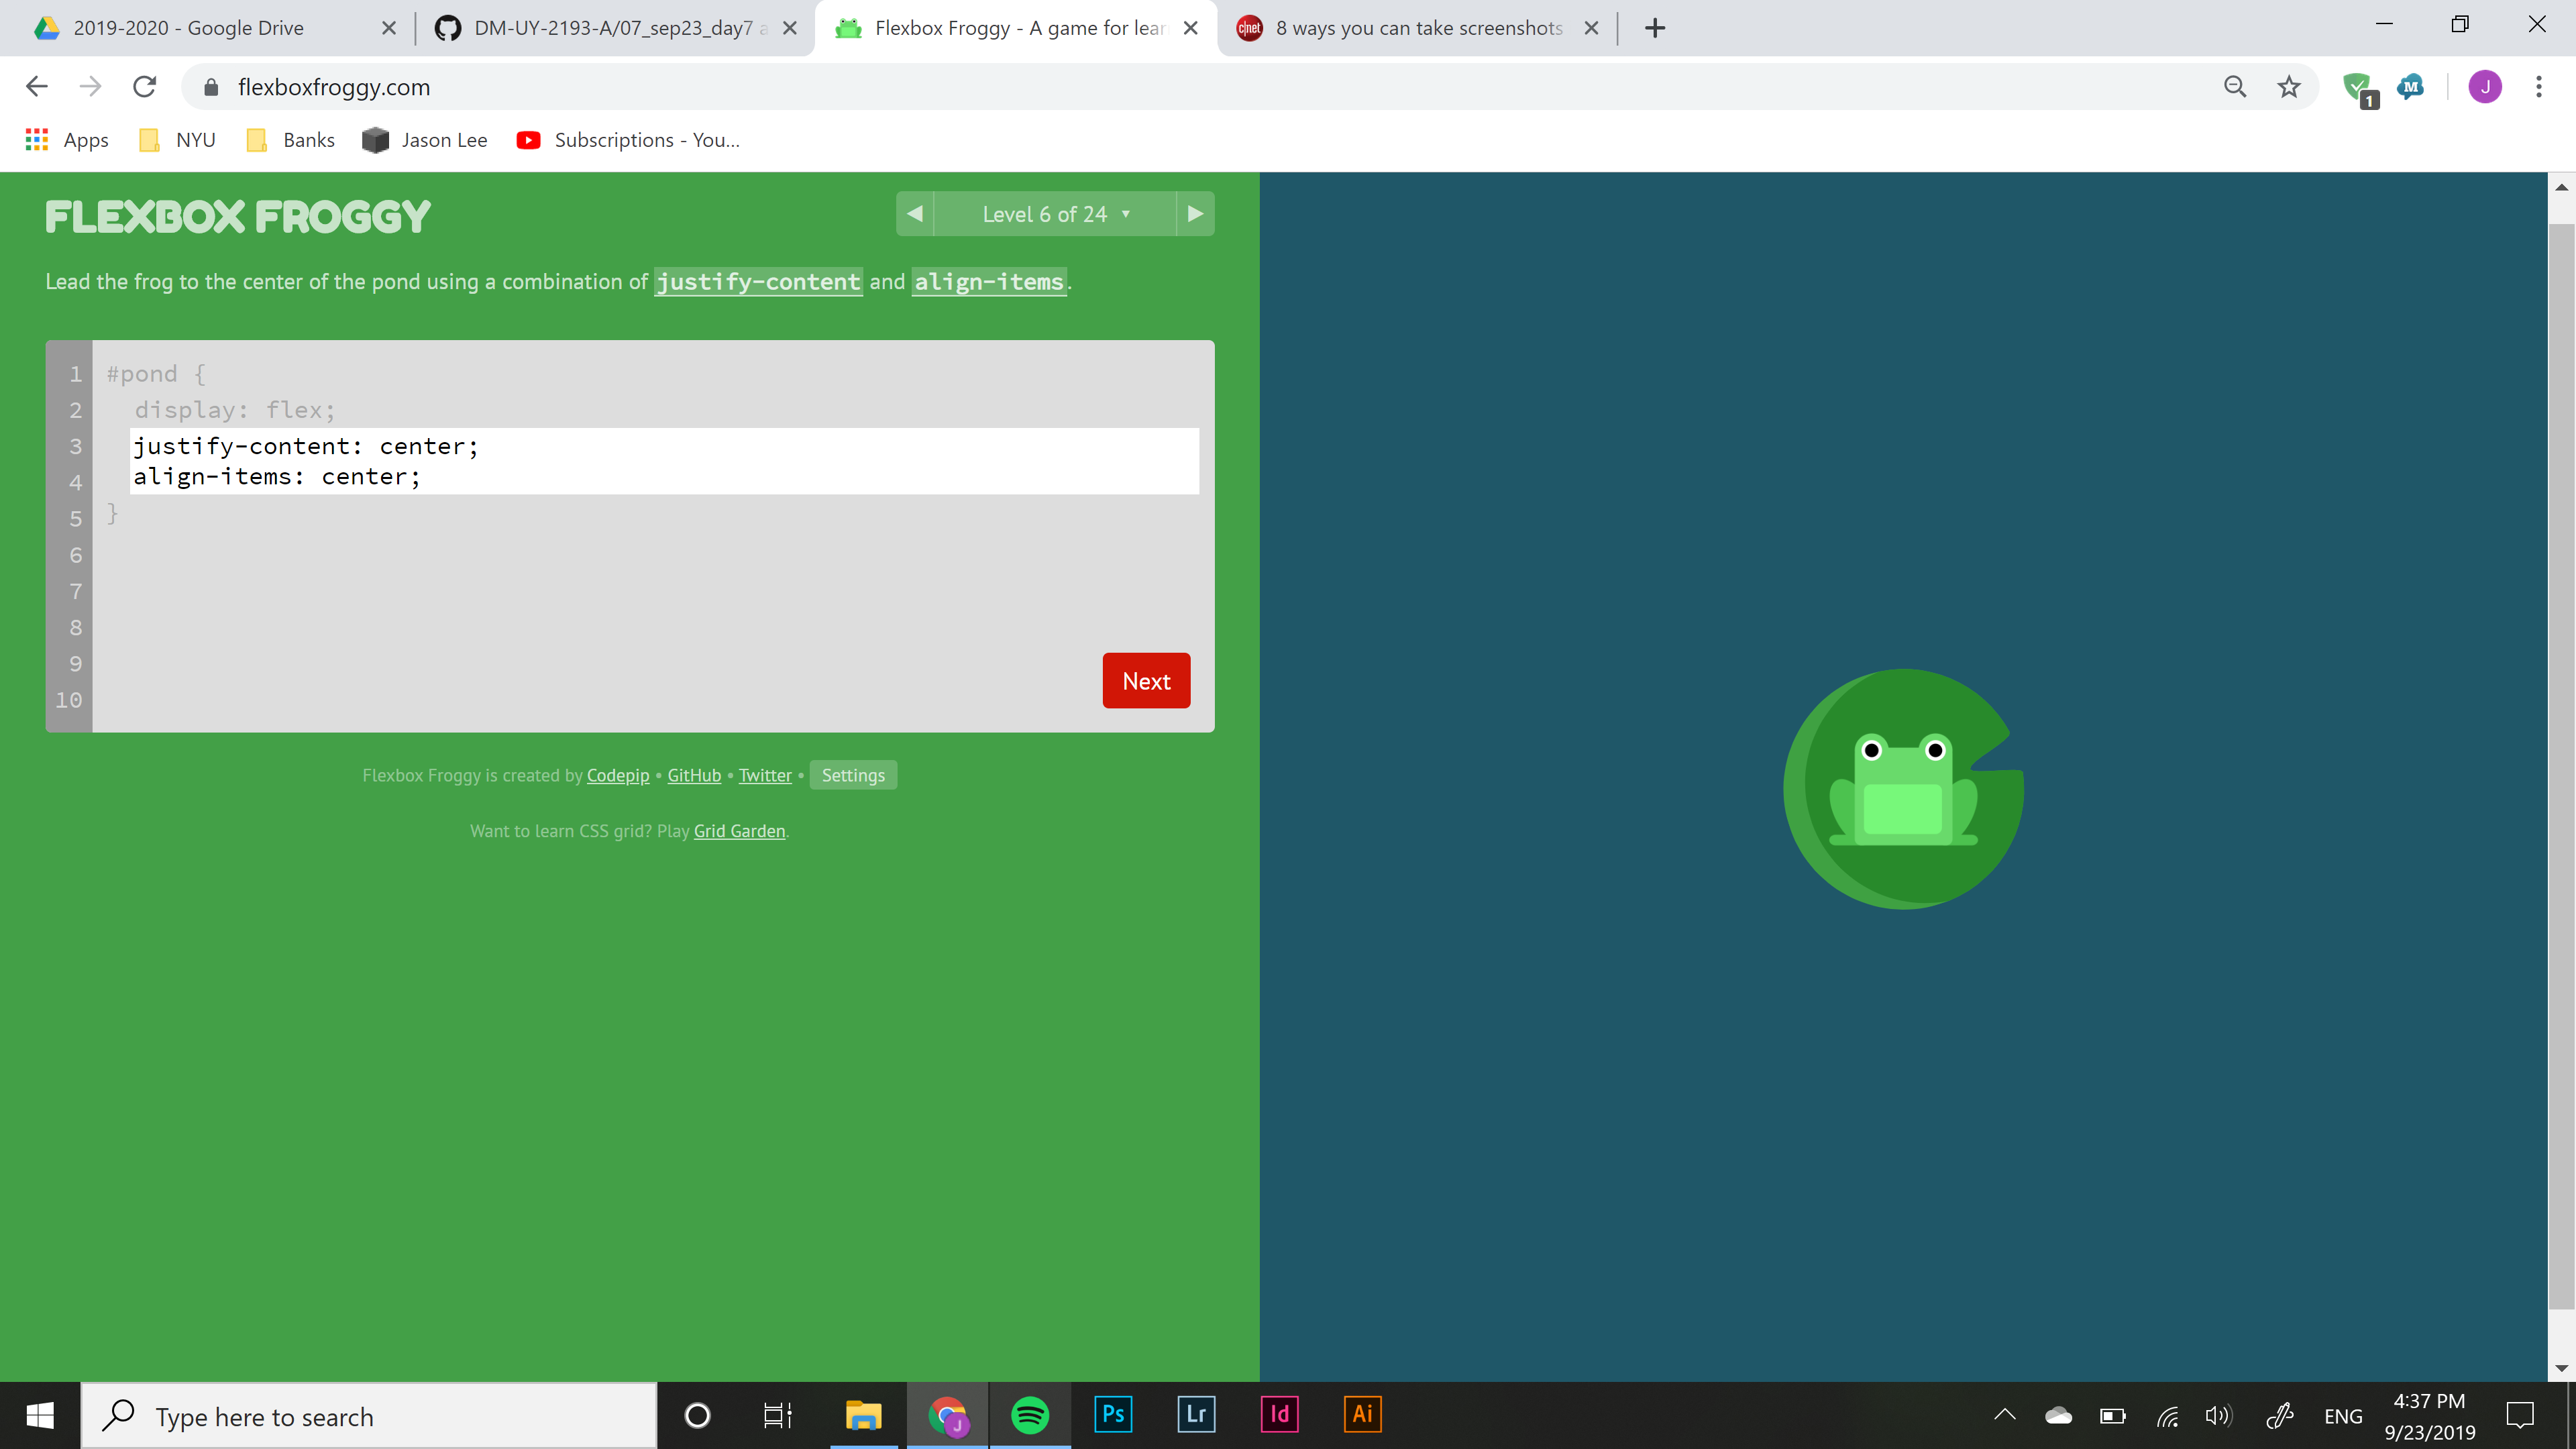 2019-2020 - Google Drive
DM-UY-2193-A/07_sep23_day7 a
Flexbox Froggy - A game for lear
c|net
8 ways you can take screenshots
flexboxfroggy.com
1
M
J
Apps
NYU
Banks
Jason Lee
Subscriptions - You...
FLEXBOX FROGGY
Level 6 of 24
Lead the frog to the center of the pond using a combination of justify-content and align-items.
1 #pond {
2 display: flex;
3 justify-content: center;
4 align-items: center;
5 }
6
7
8
9
10
Next
Flexbox Froggy is created by Codepip • GitHub • Twitter • Settings
Want to learn CSS grid? Play Grid Garden.
Type here to search
J
Ps
Lr
Id
Ai
ENG
4:37 PM
9/23/2019